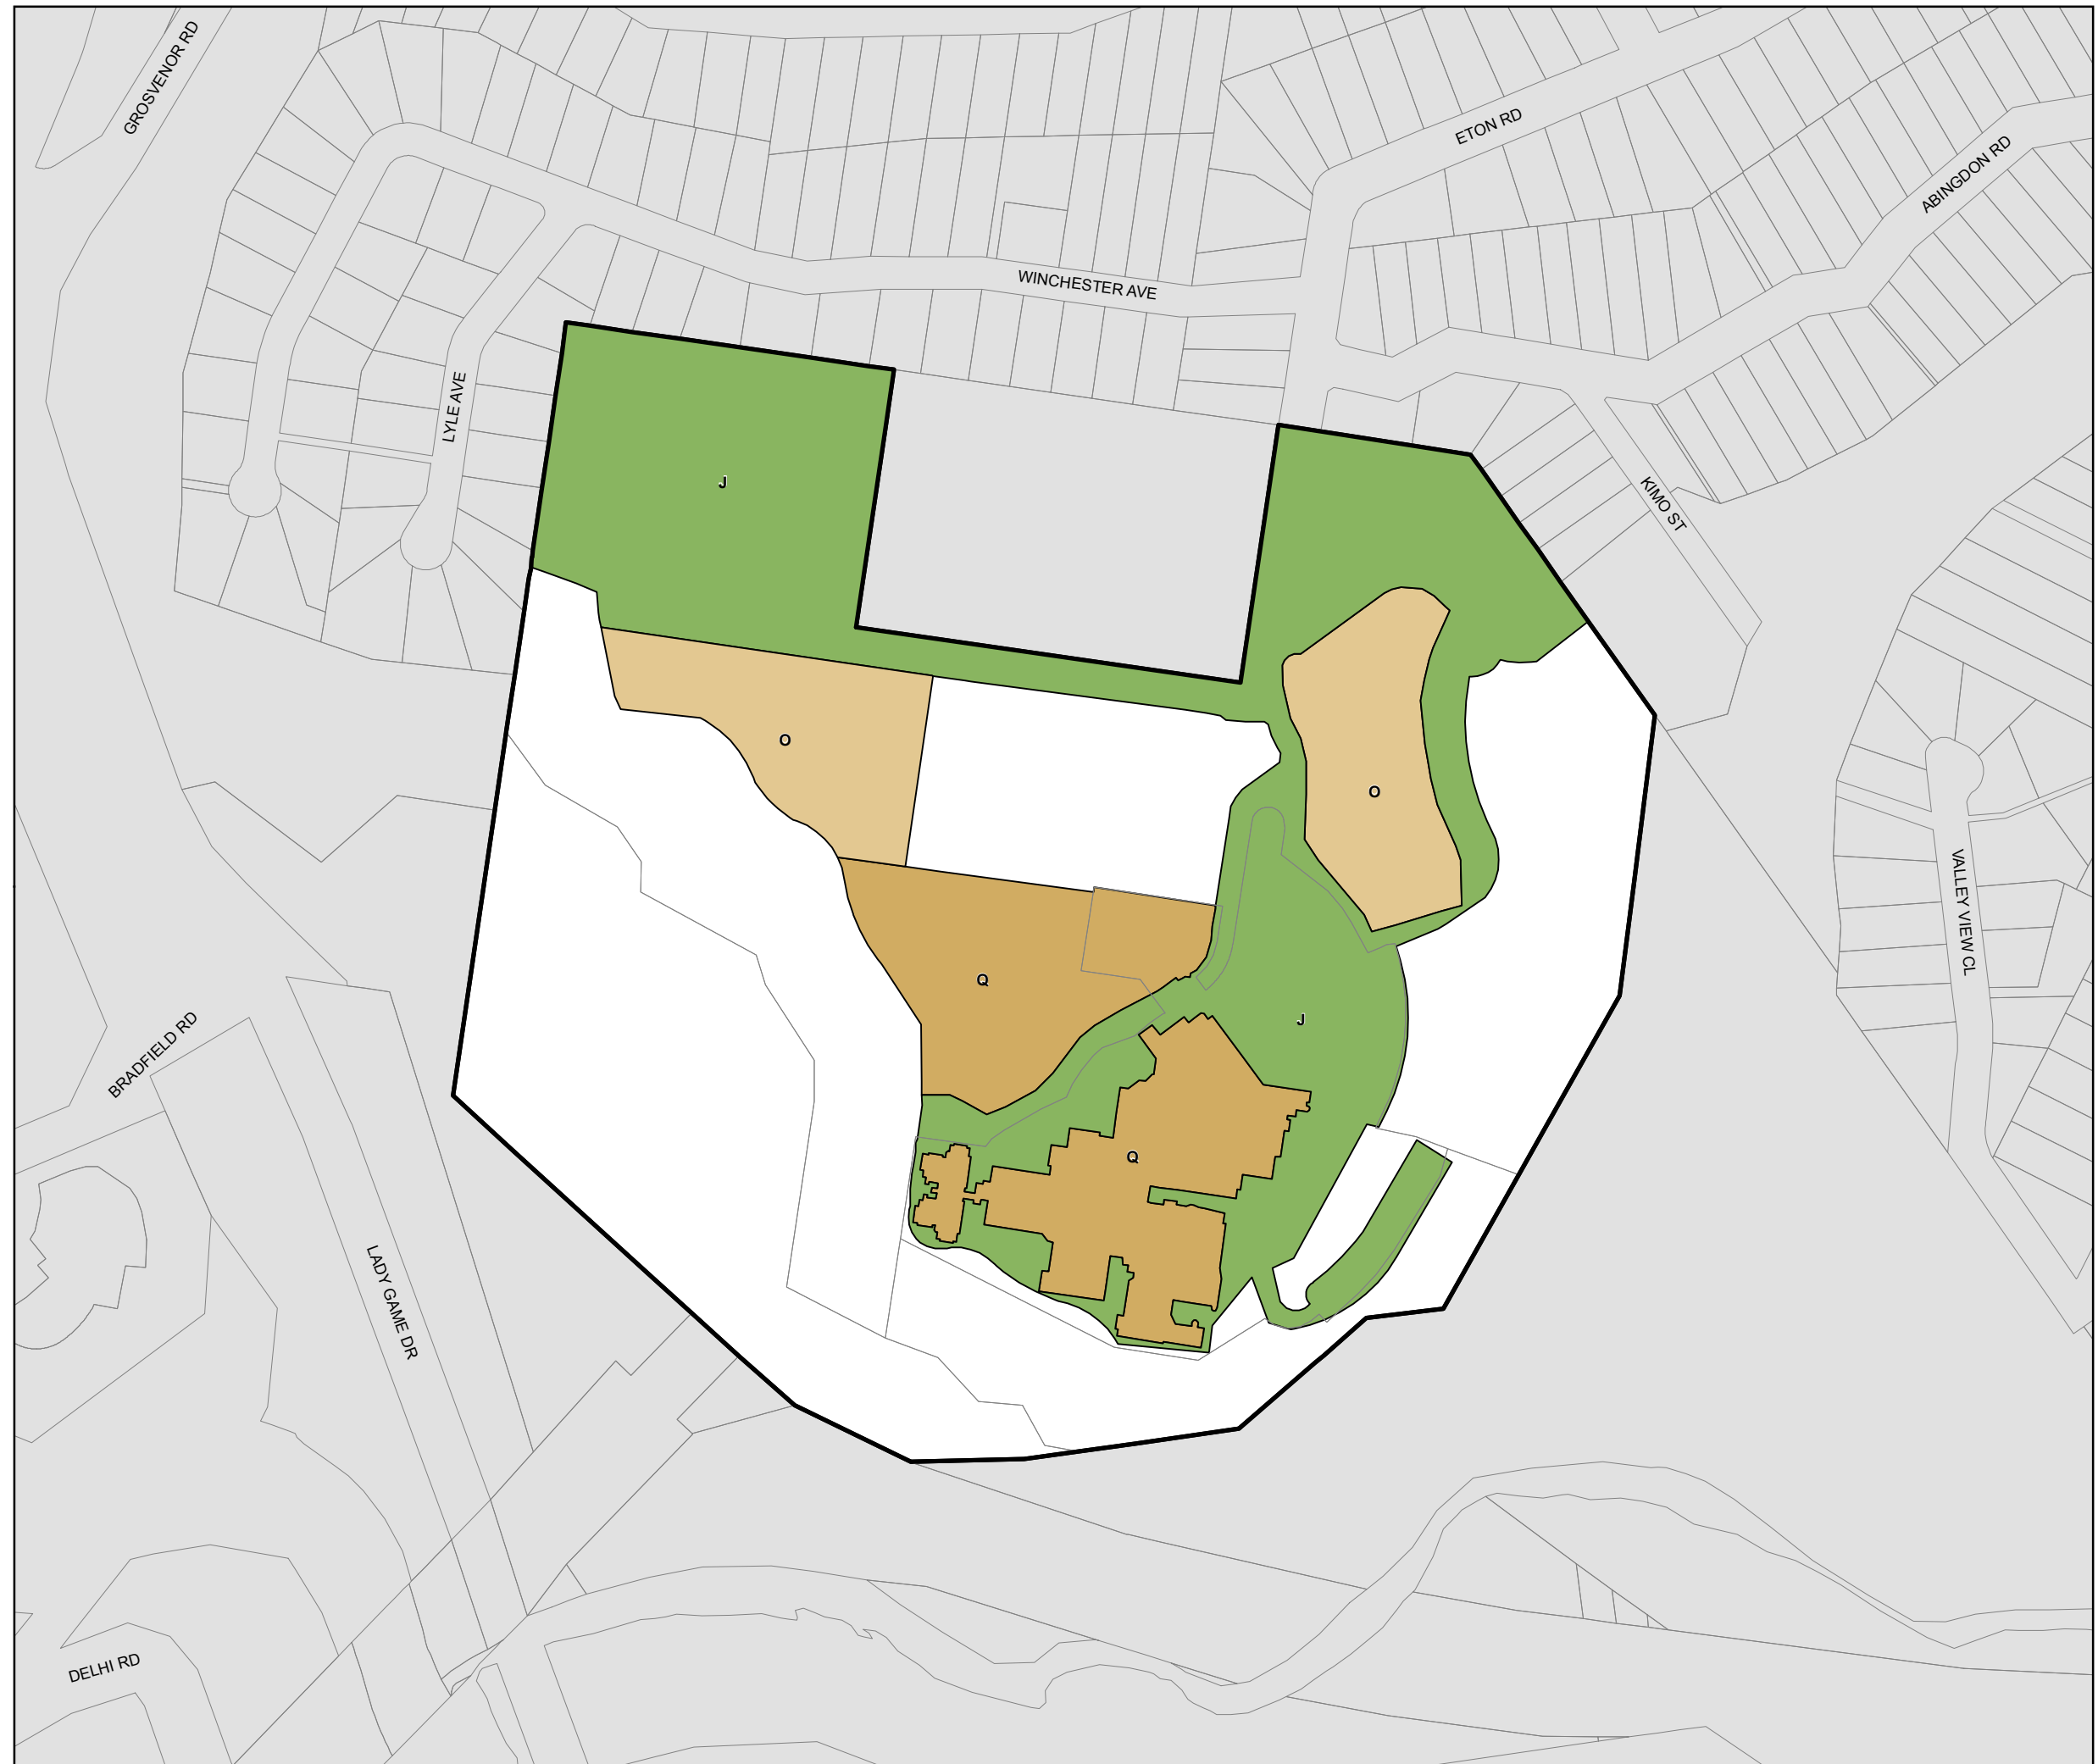 GROSVENOR RD
ETON RD
ABINGDON RD
WINCHESTER AVE
LYLE AVE
J
KIMO ST
O
O
VALLEY VIEW CL
Q
J
BRADFIELD RD
Q
LADY GAME DR
DELHI RD